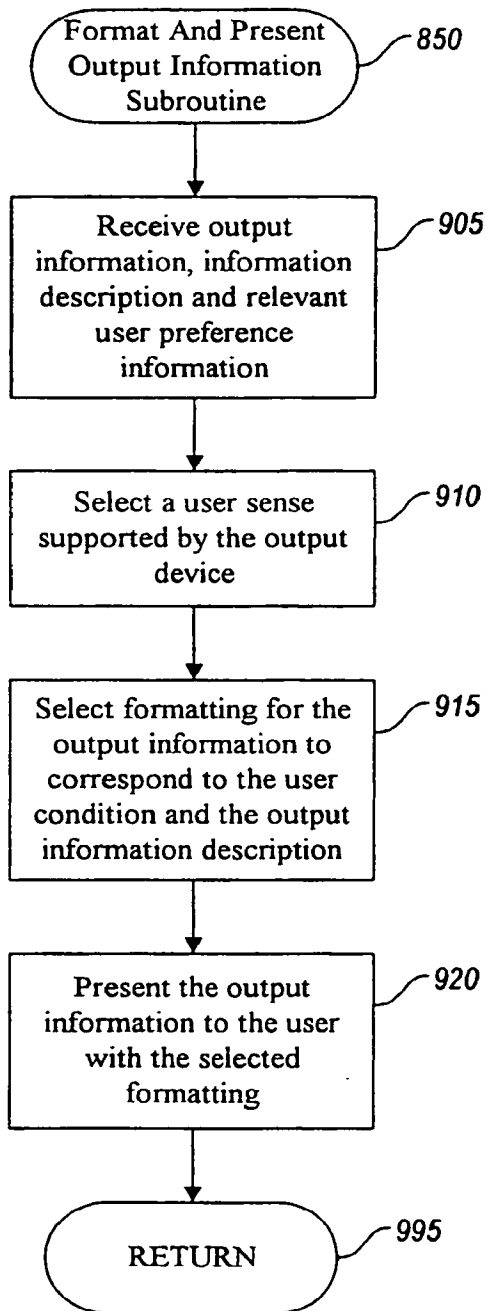 Format And Present
Output Information
Subroutine
850
Receive output
information, information
description and relevant
user preference
information
905
Select a user sense
supported by the output
device
910
Select formatting for the
output information to
correspond to the user
condition and the output
information description
915
Present the output
information to the user
with the selected
formatting
920
RETURN
995